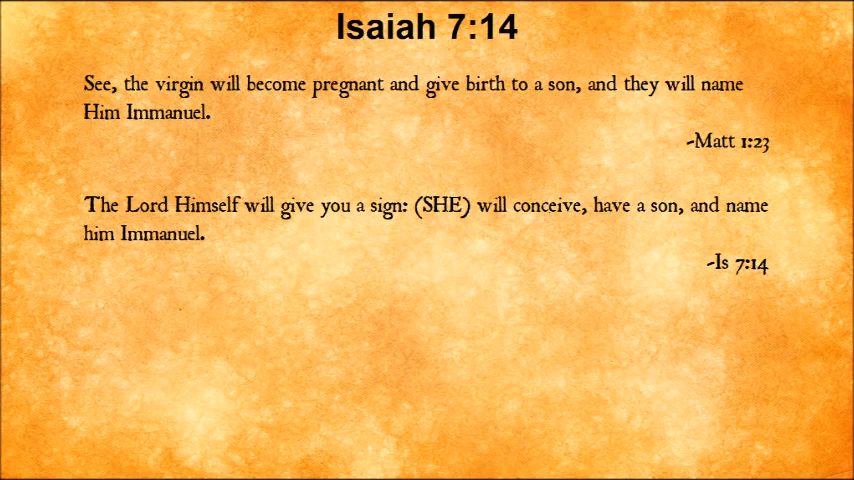 Isaiah 7:14
See, the virgin will become pregnant and give birth to a son, and they will name
Him Immanuel.
-Matt 1:23
The Lord Himself will give you a sign: (SHE) will conceive, have a son, and name
him Immanuel.
-Is 7:14